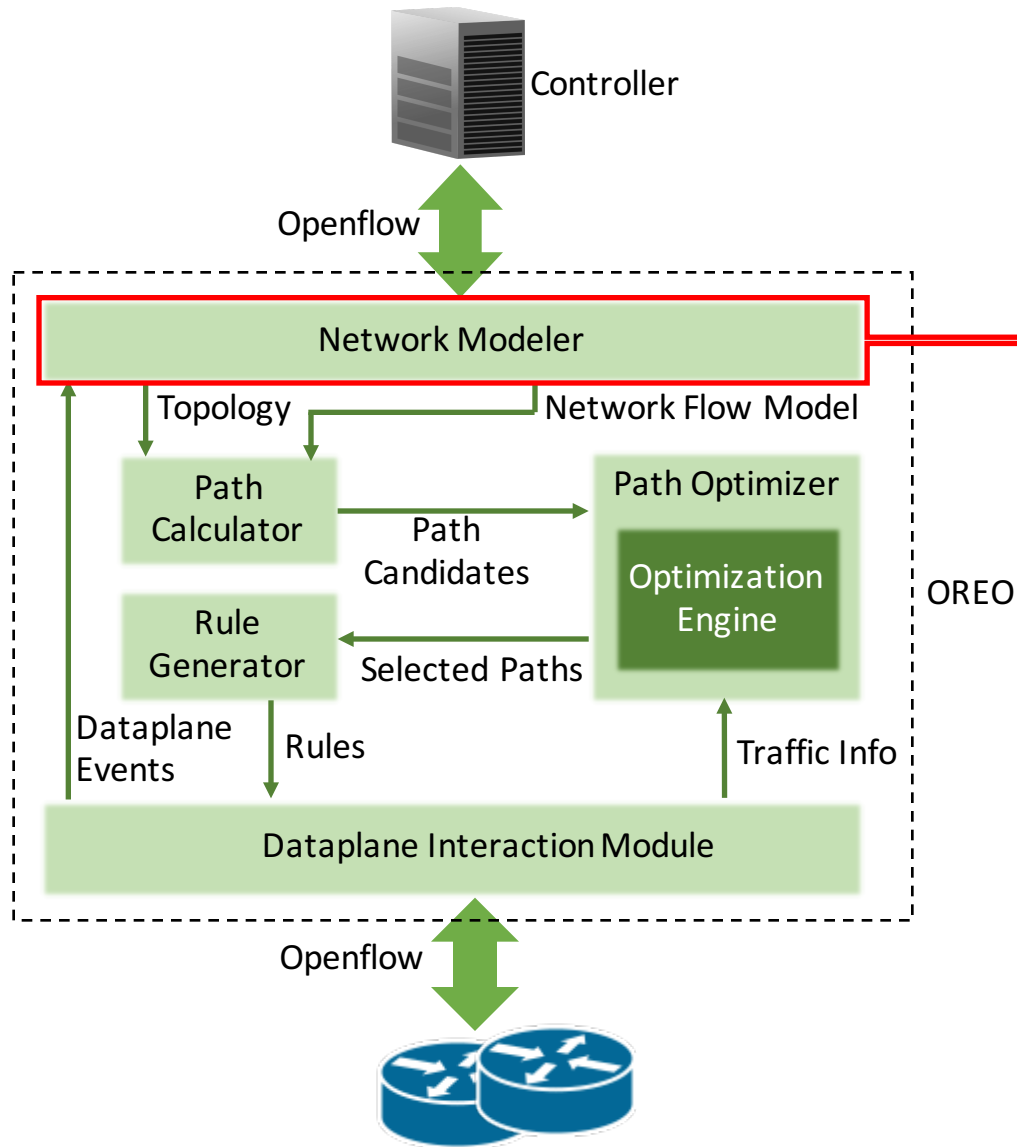 Controller
Openflow
Network Modeler
Topology
Network Flow Model
Path
Calculator
Path Optimizer
Path
Candidates
Optimization
Engine
OREO
Rule
Generator
Selected Paths
Dataplane
Events
Rules
Traffic Info
Dataplane Interaction Module
Openflow